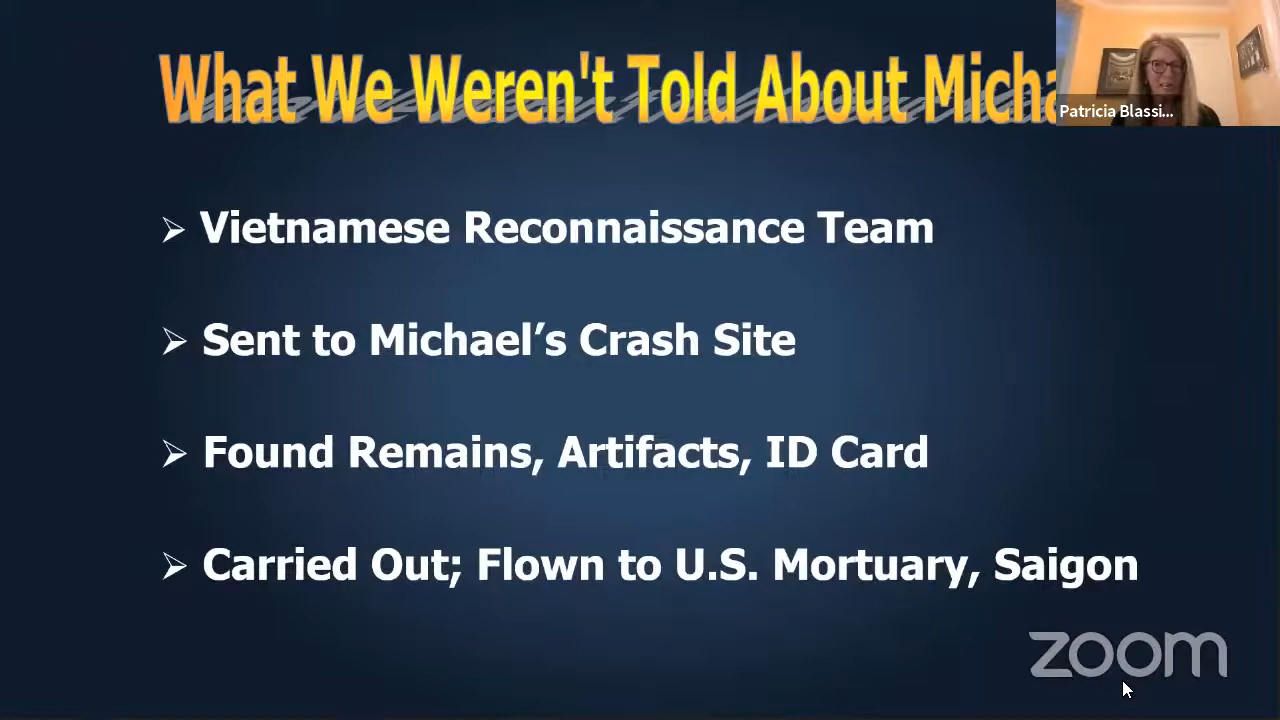 What We Weren't Told About Micha
Patricia Blassi...
➢ Vietnamese Reconnaissance Team
➢ Sent to Michael’s Crash Site
➢ Found Remains, Artifacts, ID Card
➢ Carried Out; Flown to U.S. Mortuary, Saigon
zoom